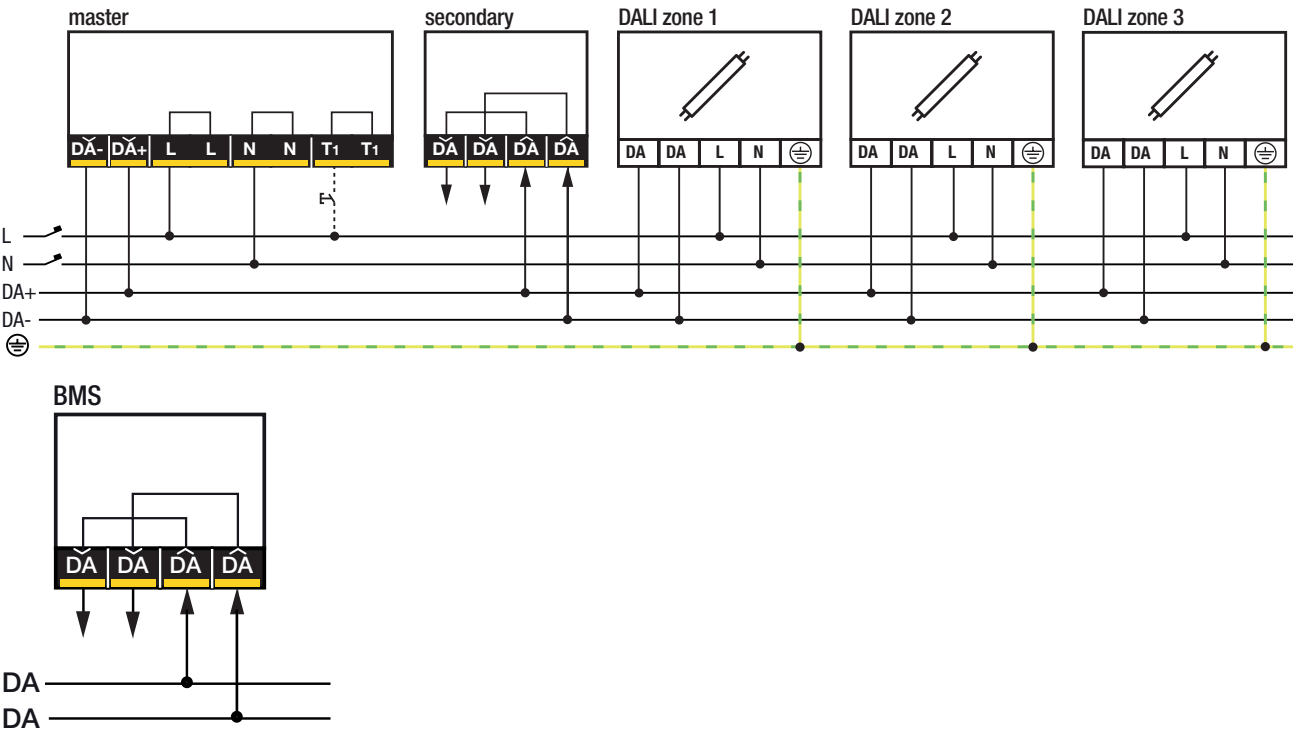 master secondary DALI zone 1 DALI zone 2 DALI zone 3
DA- DA+ L L N N T1 T1 DA DA DA DA DA DA L N DA DA L N DA DA L N
L
N
DA+
DA-
BMS
DA DA DA DA
DA
DA